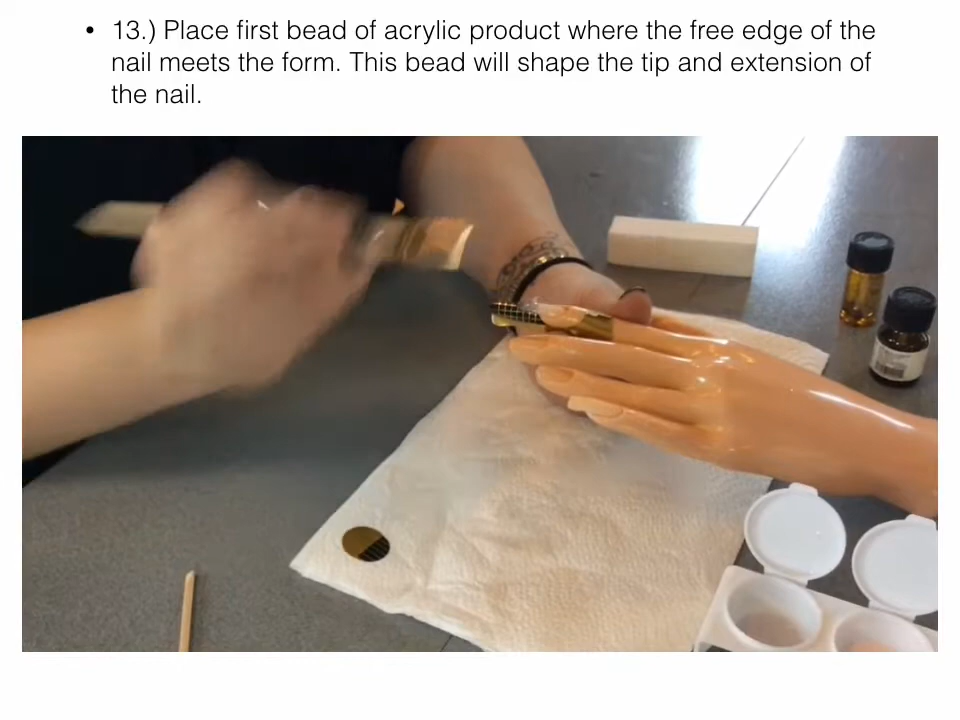 • 13.) Place first bead of acrylic product where the free edge of the
nail meets the form. This bead will shape the tip and extension of
the nail.